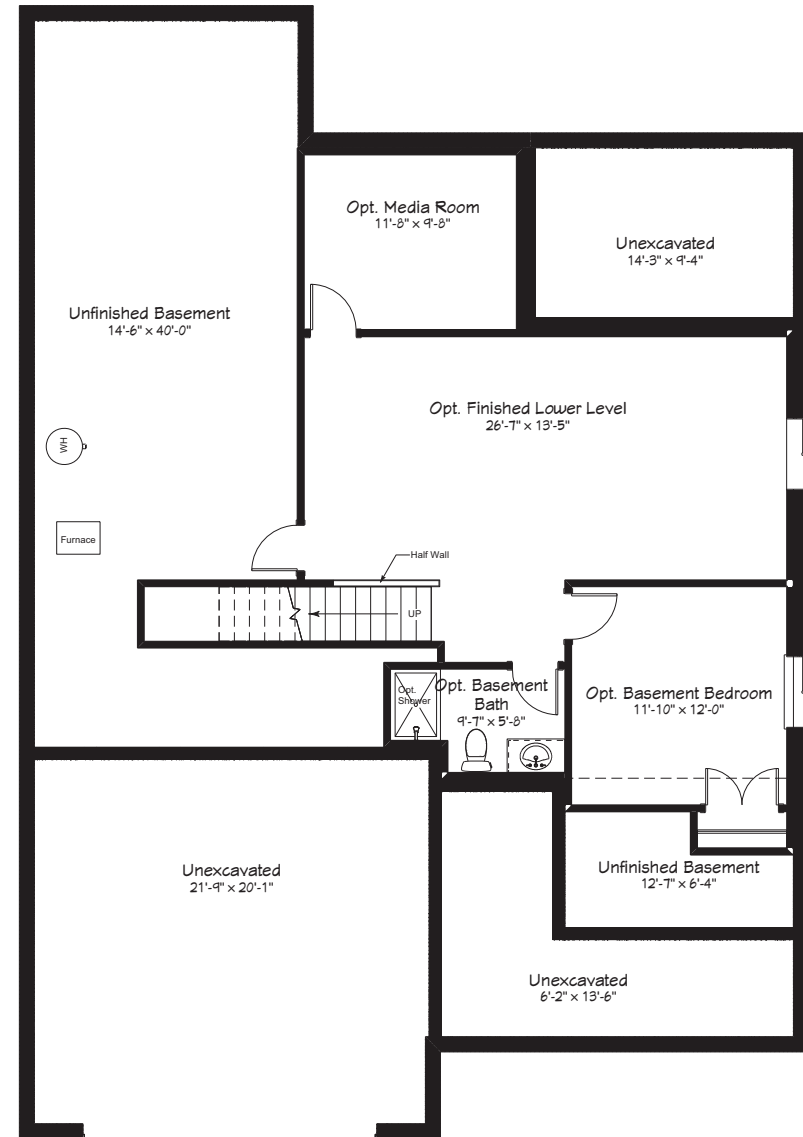 Opt. Media Room
11'-8" x 9'-8"
Unexcavated
14'-3" x 9'-4"
Unfinished Basement
14'-6" x 40'-0"
Opt. Finished Lower Level
26'-7" x 13'-5"
WH
Furnace
Half Wall
UP
Opt.
Shower
Opt. Basement
Bath
9'-7" x 5'-8"
Opt. Basement Bedroom
11'-10" x 12'-0"
Unexcavated
21'-9" x 20'-1"
Unfinished Basement
12'-7" x 6'-4"
Unexcavated
6'-2" x 13'-6"